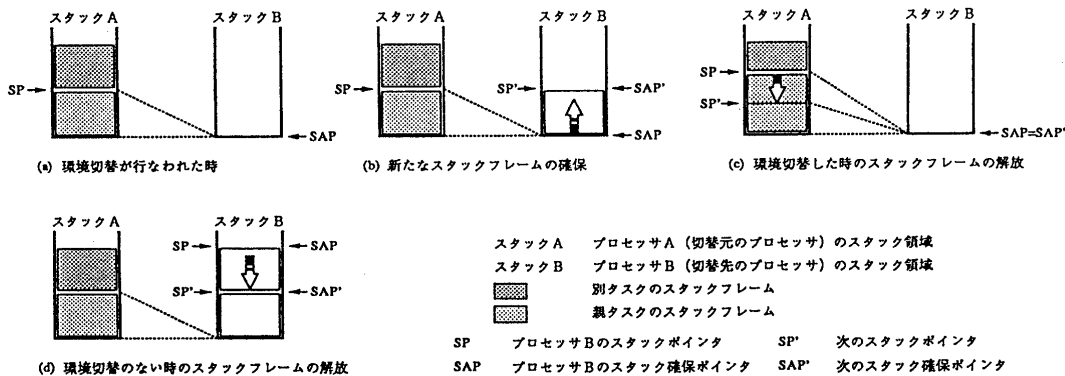 スタックA スタックB
SP
SAP
(a) 環境切替が行なわれた時
スタックA スタックB
SP SP' SAP'
SAP
(b) 新たなスタックフレームの確保
スタックA スタックB
SP
SP'
SAP=SAP'
(c) 環境切替した時のスタックフレームの解放
スタックA スタックB
SP SAP
SP' SAP'
(d) 環境切替のない時のスタックフレームの解放
スタックA プロセッサA(切替元のプロセッサ)のスタック領域
スタックB プロセッサB(切替先のプロセッサ)のスタック領域
別タスクのスタックフレーム
親タスクのスタックフレーム
SP プロセッサBのスタックポインタ SP' 次のスタックポインタ
SAP プロセッサBのスタック確保ポインタ SAP' 次のスタック確保ポインタ